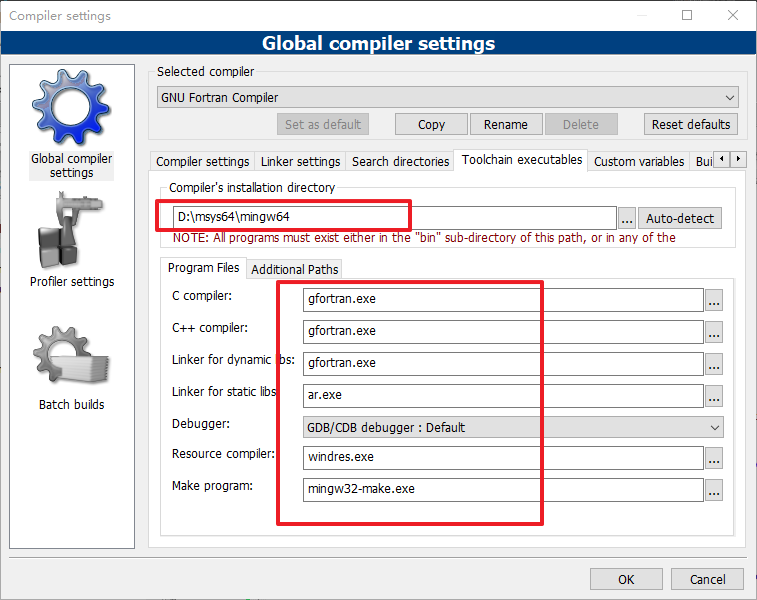 Compiler settings
Global compiler settings
Global compiler
settings
Profiler settings
Batch builds
Selected compiler
GNU Fortran Compiler
Set as default
Copy
Rename
Delete
Reset defaults
Compiler settings
Linker settings
Search directories
Toolchain executables
Custom variables
Bui
Compiler's installation directory
D:\msys64\mingw64
...
Auto-detect
NOTE: All programs must exist either in the "bin" sub-directory of this path, or in any of the
Program Files
Additional Paths
C compiler:
gfortran.exe
...
C++ compiler:
gfortran.exe
...
Linker for dynamic libs:
gfortran.exe
...
Linker for static libs
ar.exe
...
Debugger:
GDB/CDB debugger : Default
Resource compiler:
windres.exe
...
Make program:
mingw32-make.exe
...
OK
Cancel